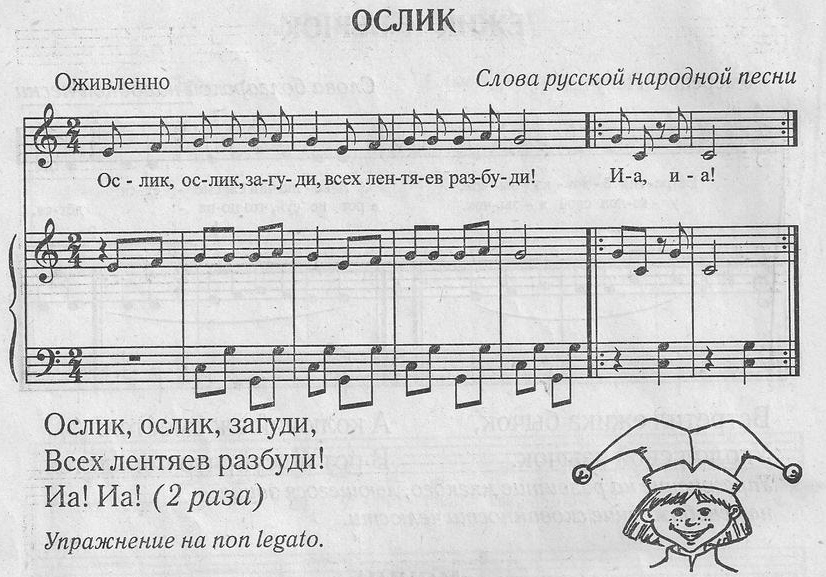 ОСЛИК
Оживленно
Слова русской народной песни
Ос - лик, ос-лик, за-гу- ди, всех лен-тя-ев раз-бу-ди! И-а, и - а!
Ослик, ослик, загуди,
Всех лентяев разбуди!
Иа! Иа! (2 раза)
Упражнение на non legato.